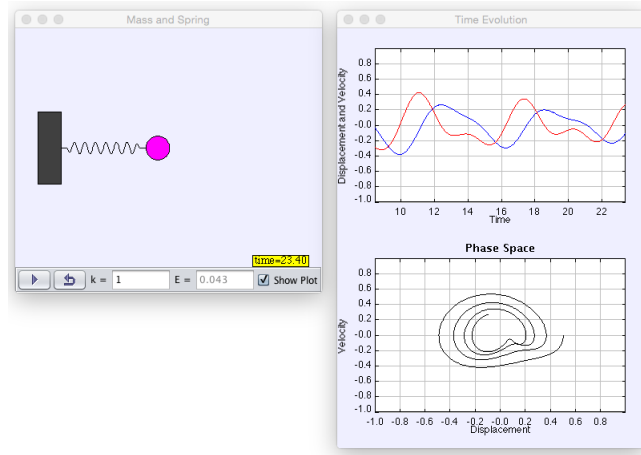 Mass and Spring
time=23.40
k = 1 E = 0.043 Show Plot
Time Evolution
Displacement and Velocity
0.8
0.6
0.4
0.2
-0.0
-0.2
-0.4
-0.6
-0.8
-1.0
10 12 14 16 18 20 22
Time
Phase Space
Velocity
0.8
0.6
0.4
0.2
-0.0
-0.2
-0.4
-0.6
-0.8
-1.0
-1.0 -0.8 -0.6 -0.4 -0.2 -0.0 0.2 0.4 0.6 0.8
Displacement